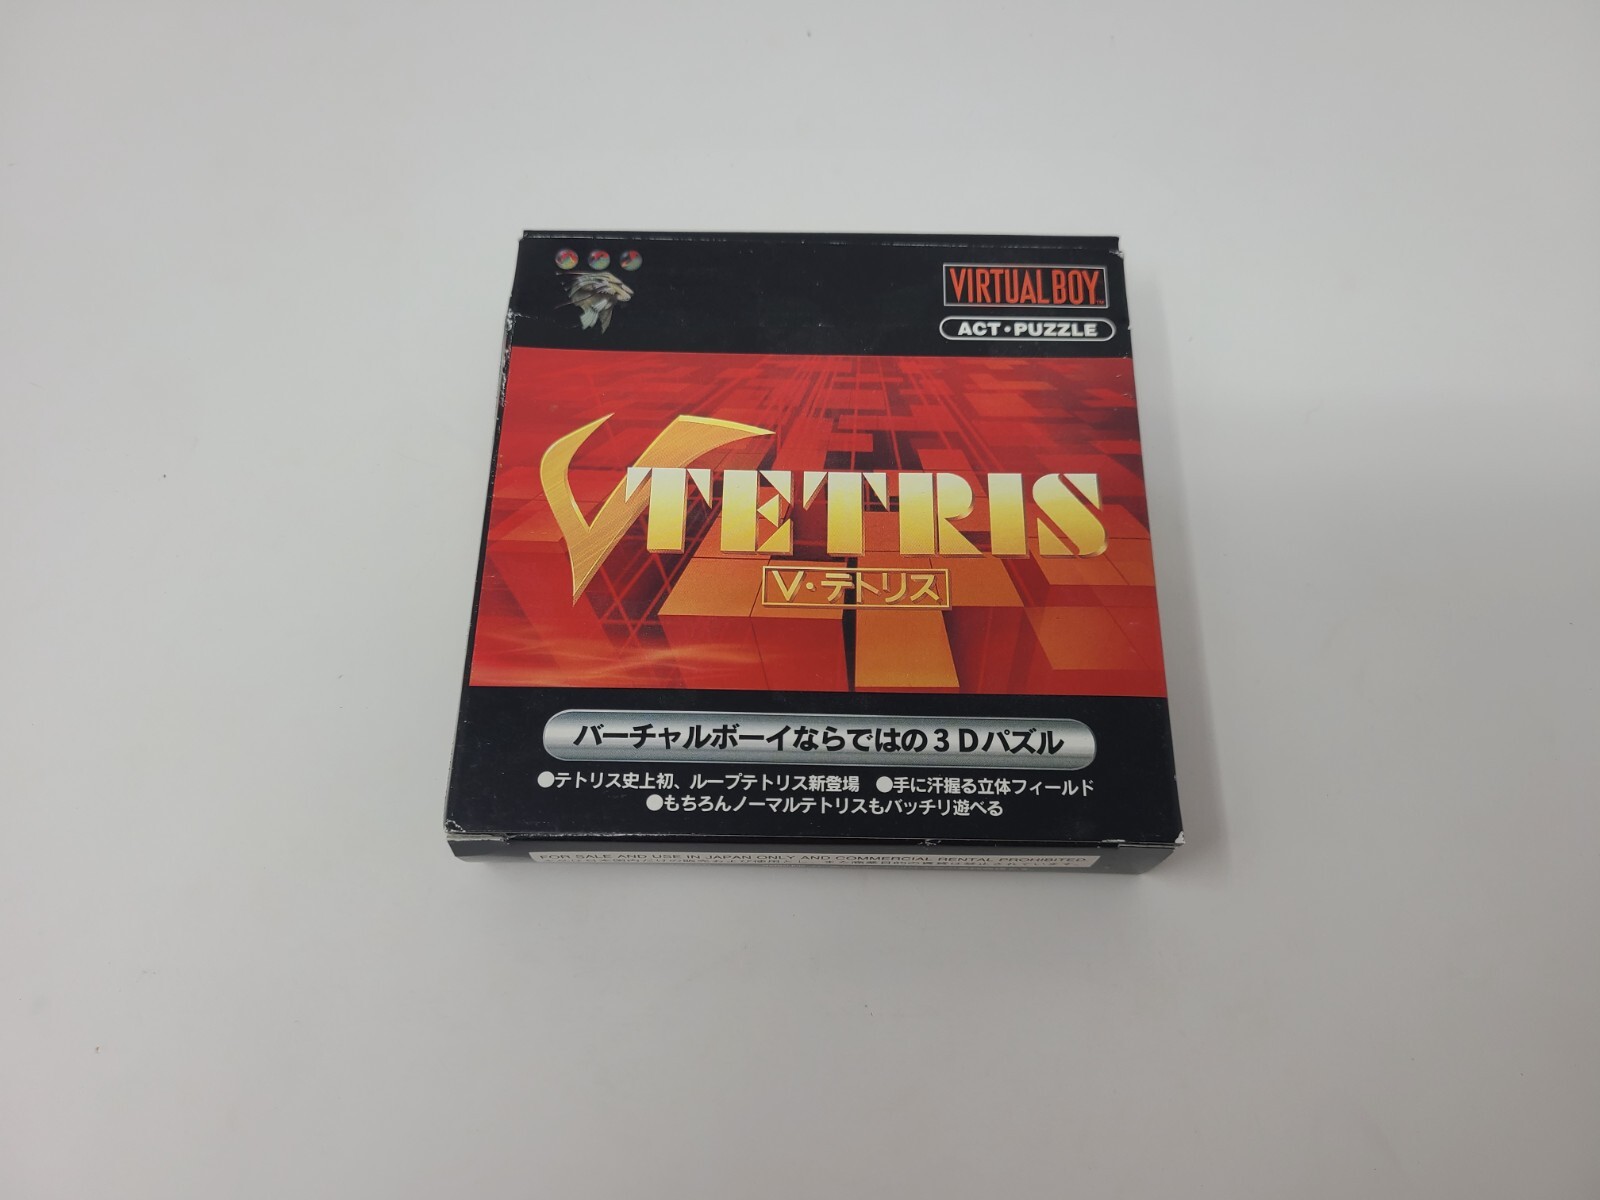 VIRTUAL BOY™
ACT・PUZZLE
V TETRIS
V・テトリス
バーチャルボーイならではの3Dパズル
●テトリス史上初、ループテトリス新登場 ●手に汗握る立体フィールド
●もちろんノーマルテトリスもバッチリ遊べる
FOR SALE AND USE IN JAPAN ONLY AND COMMERCIAL RENTAL PROHIBITED.